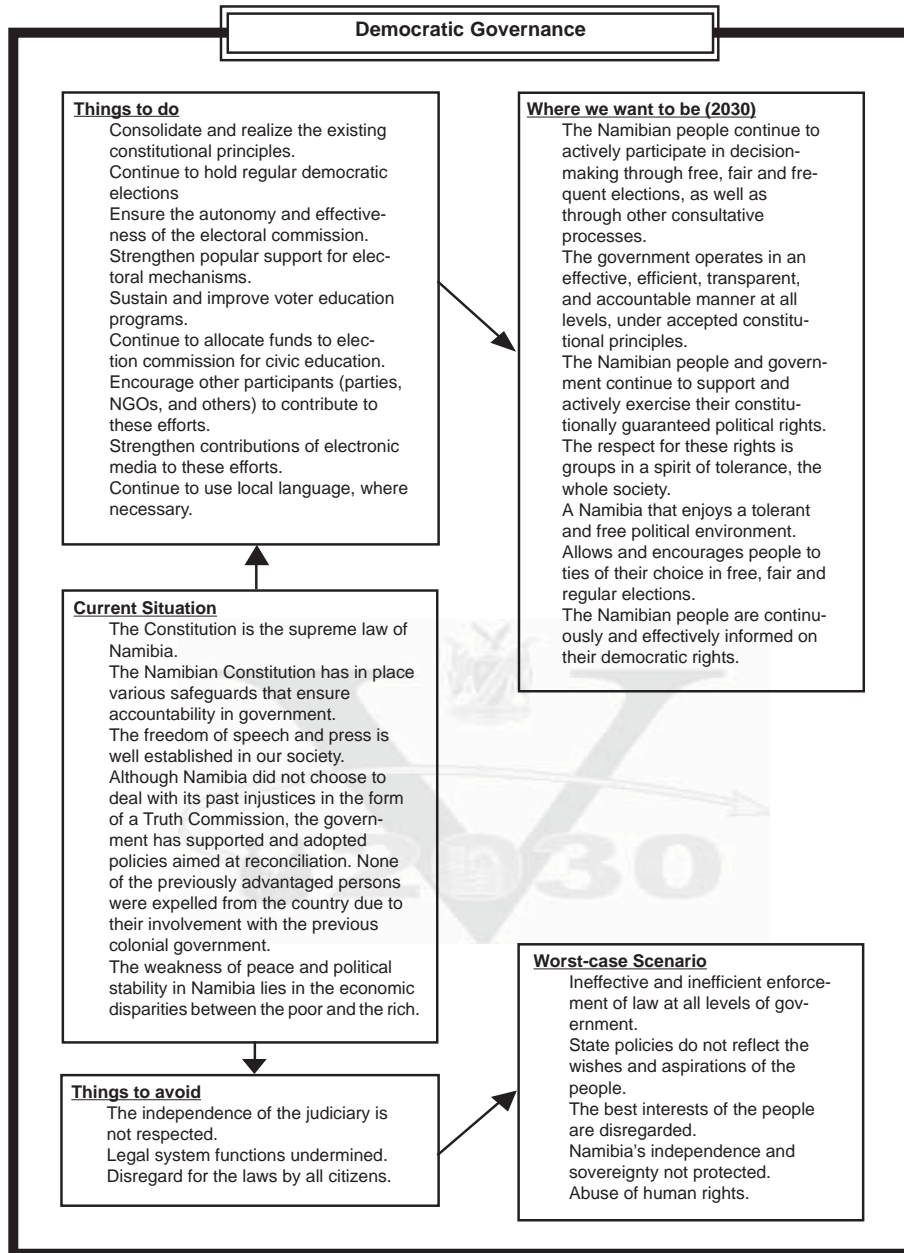 Democratic Governance
Things to do
Consolidate and realize the existing
constitutional principles.
Continue to hold regular democratic
elections
Ensure the autonomy and effective-
ness of the electoral commission.
Strengthen popular support for elec-
toral mechanisms.
Sustain and improve voter education
programs.
Continue to allocate funds to elec-
tion commission for civic education.
Encourage other participants (parties,
NGOs, and others) to contribute to
these efforts.
Strengthen contributions of electronic
media to these efforts.
Continue to use local language, where
necessary.
Where we want to be (2030)
The Namibian people continue to
actively participate in decision-
making through free, fair and fre-
quent elections, as well as
through other consultative
processes.
The government operates in an
effective, efficient, transparent,
and accountable manner at all
levels, under accepted constitu-
tional principles.
The Namibian people and govern-
ment continue to support and
actively exercise their constitu-
tionally guaranteed political rights.
The respect for these rights is
groups in a spirit of tolerance, the
whole society.
A Namibia that enjoys a tolerant
and free political environment.
Allows and encourages people to
ties of their choice in free, fair and
regular elections.
The Namibian people are continu-
ously and effectively informed on
their democratic rights.
Current Situation
The Constitution is the supreme law of
Namibia.
The Namibian Constitution has in place
various safeguards that ensure
accountability in government.
The freedom of speech and press is
well established in our society.
Although Namibia did not choose to
deal with its past injustices in the form
of a Truth Commission, the govern-
ment has supported and adopted
policies aimed at reconciliation. None
of the previously advantaged persons
were expelled from the country due to
their involvement with the previous
colonial government.
The weakness of peace and political
stability in Namibia lies in the economic
disparities between the poor and the rich.
V
2030
Things to avoid
The independence of the judiciary is
not respected.
Legal system functions undermined.
Disregard for the laws by all citizens.
Worst-case Scenario
Ineffective and inefficient enforce-
ment of law at all levels of gov-
ernment.
State policies do not reflect the
wishes and aspirations of the
people.
The best interests of the people
are disregarded.
Namibia's independence and
sovereignty not protected.
Abuse of human rights.